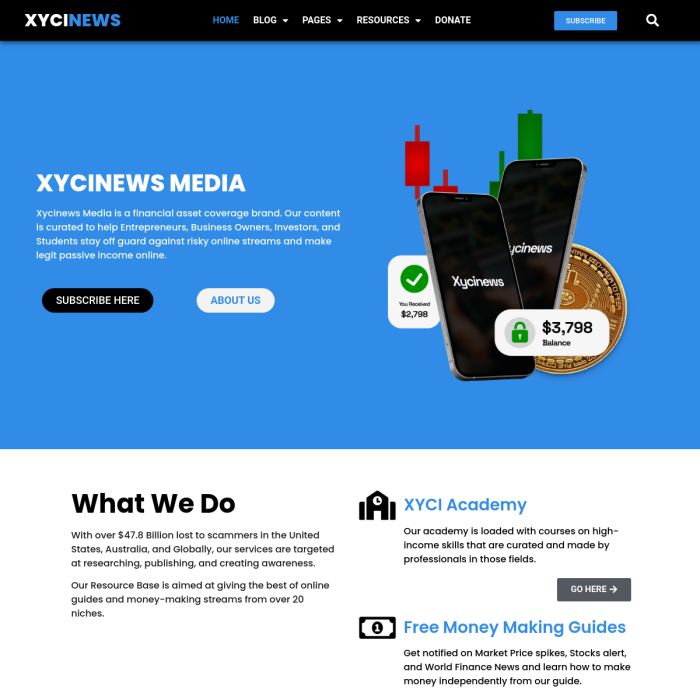 XYCINEWS
HOME BLOG PAGES RESOURCES DONATE
SUBSCRIBE
XYCINEWS MEDIA
Xycinews Media is a financial asset coverage brand. Our content
is curated to help Entrepreneurs, Business Owners, Investors, and
Students stay off guard against risky online streams and make
legit passive income online.
SUBSCRIBE HERE
ABOUT US
ycinews
Xycinews
You Received
$2,798
$3,798
Balance
What We Do
With over $47.8 Billion lost to scammers in the United
States, Australia, and Globally, our services are targeted
at researching, publishing, and creating awareness.
Our Resource Base is aimed at giving the best of online
guides and money-making streams from over 20
niches.
XYCI Academy
Our academy is loaded with courses on high-
income skills that are curated and made by
professionals in those fields.
GO HERE
1
Free Money Making Guides
Get notified on Market Price spikes, Stocks alert,
and World Finance News and learn how to make
money independently from our guide.